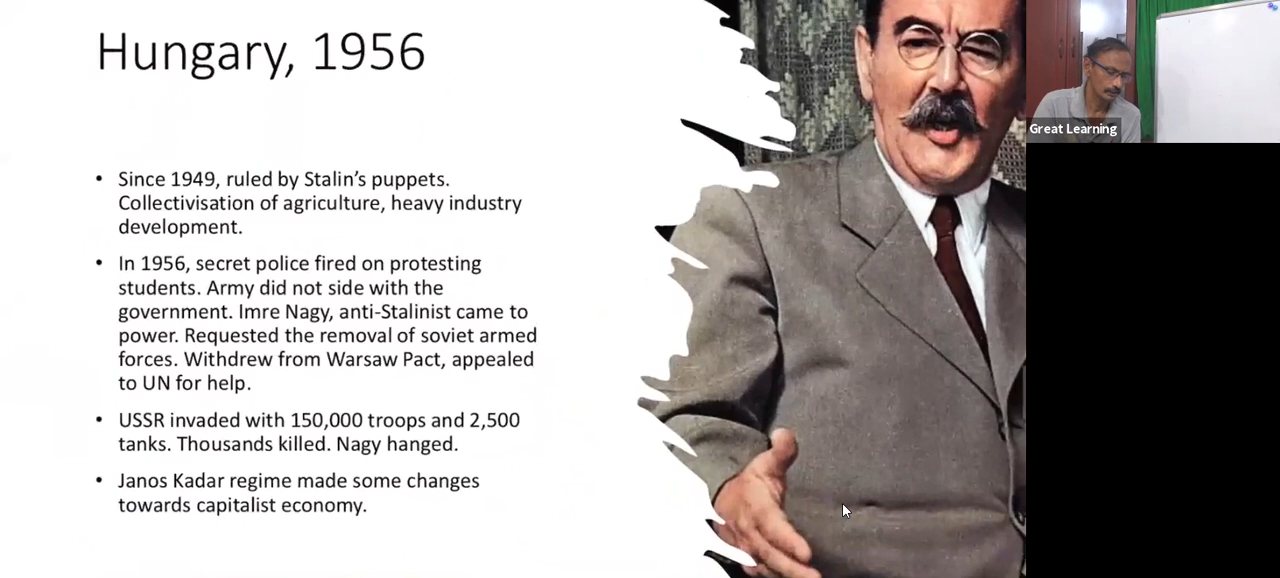 Hungary, 1956
Great Learning
• Since 1949, ruled by Stalin's puppets.
Collectivisation of agriculture, heavy industry
development.
• In 1956, secret police fired on protesting
students. Army did not side with the
government. Imre Nagy, anti-Stalinist came to
power. Requested the removal of soviet armed
forces. Withdrew from Warsaw Pact, appealed
to UN for help.
• USSR invaded with 150,000 troops and 2,500
tanks. Thousands killed. Nagy hanged.
• Janos Kadar regime made some changes
towards capitalist economy.